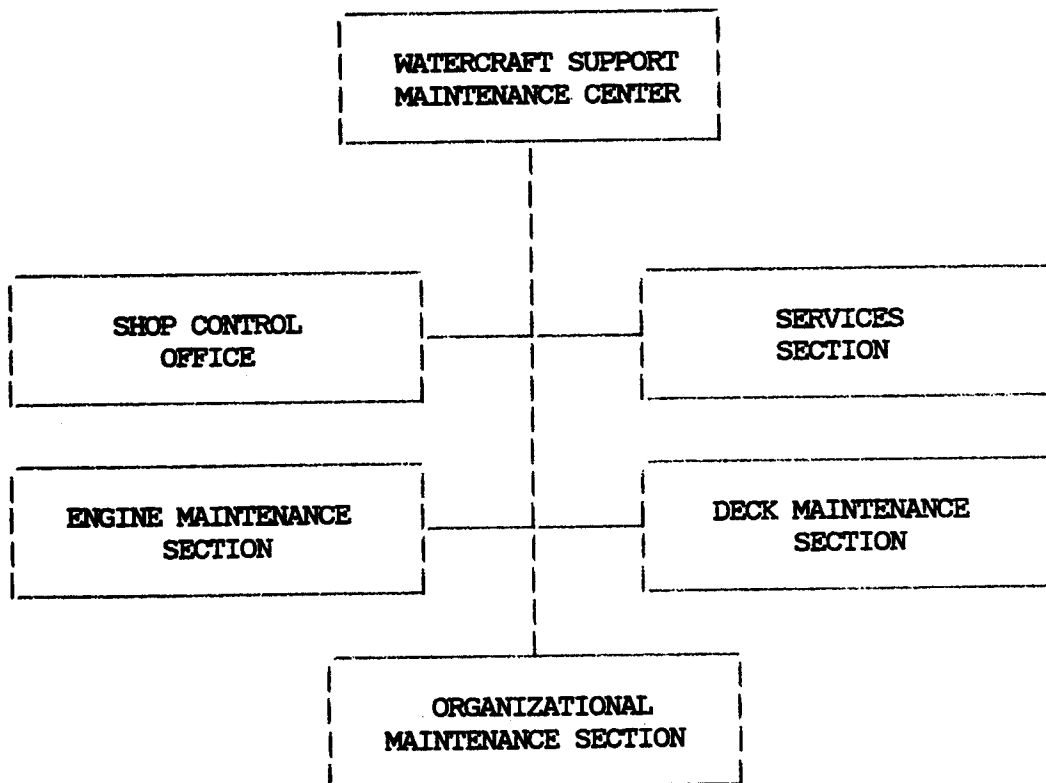 WATERCRAFT SUPPORT
MAINTENANCE CENTER
SHOP CONTROL
OFFICE
SERVICES
SECTION
ENGINE MAINTENANCE
SECTION
DECK MAINTENANCE
SECTION
ORGANIZATIONAL
MAINTENANCE SECTION